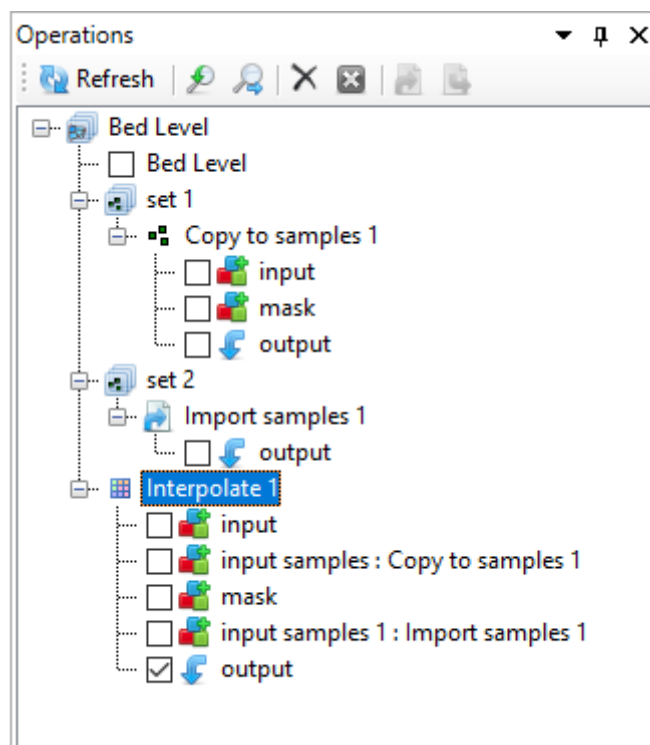 Operations
Refresh
Bed Level
Bed Level
set 1
Copy to samples 1
input
mask
output
set 2
Import samples 1
output
Interpolate 1
input
input samples : Copy to samples 1
mask
input samples 1 : Import samples 1
output